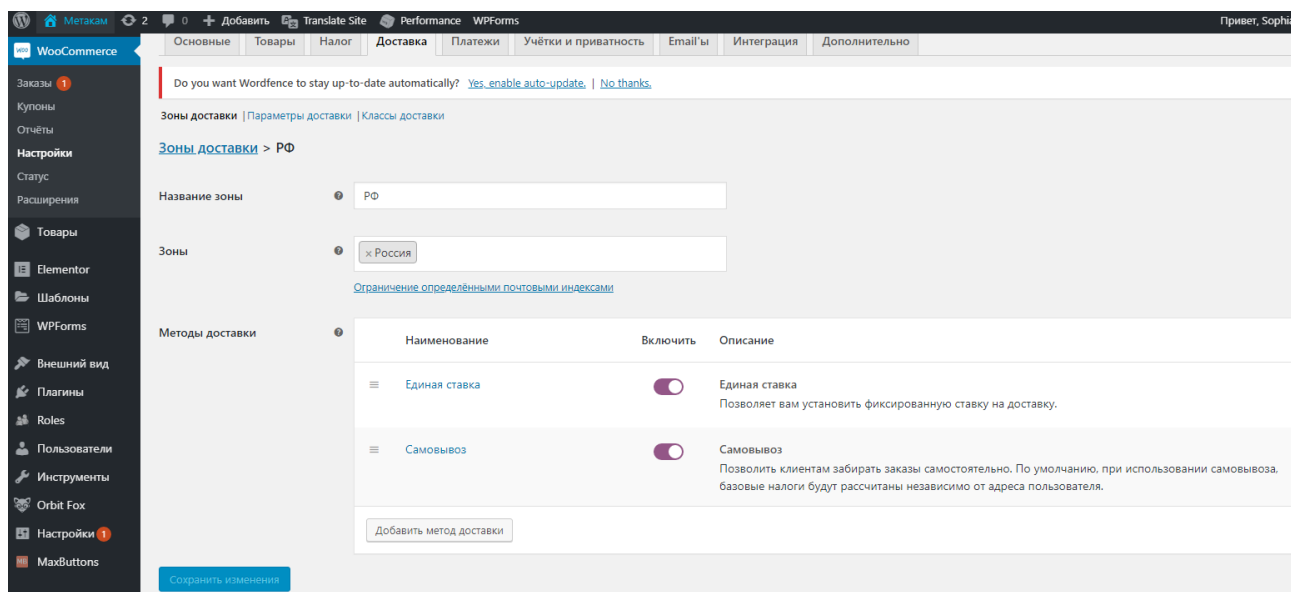 Метакам 2 0 Добавить Translate Site Performance WPForms Привет, Sophia
WooCommerce
Заказы 1
Купоны
Отчёты
Настройки
Статус
Расширения
Товары
Elementor
Шаблоны
WPForms
Внешний вид
Плагины
Roles
Пользователи
Инструменты
Orbit Fox
Настройки 1
MaxButtons
Основные Товары Налог Доставка Платежи Учётки и приватность Email'ы Интеграция Дополнительно
Do you want Wordfence to stay up-to-date automatically? Yes, enable auto-update. | No thanks.
Зоны доставки | Параметры доставки | Классы доставки
Зоны доставки > РФ
Название зоны РФ
Зоны × Россия
Ограничение определёнными почтовыми индексами
Методы доставки
Наименование Включить Описание
Единая ставка Единая ставка
Позволяет вам установить фиксированную ставку на доставку.
Самовывоз Самовывоз
Позволить клиентам забирать заказы самостоятельно. По умолчанию, при использовании самовывоза,
базовые налоги будут рассчитаны независимо от адреса пользователя.
Добавить метод доставки
Сохранить изменения